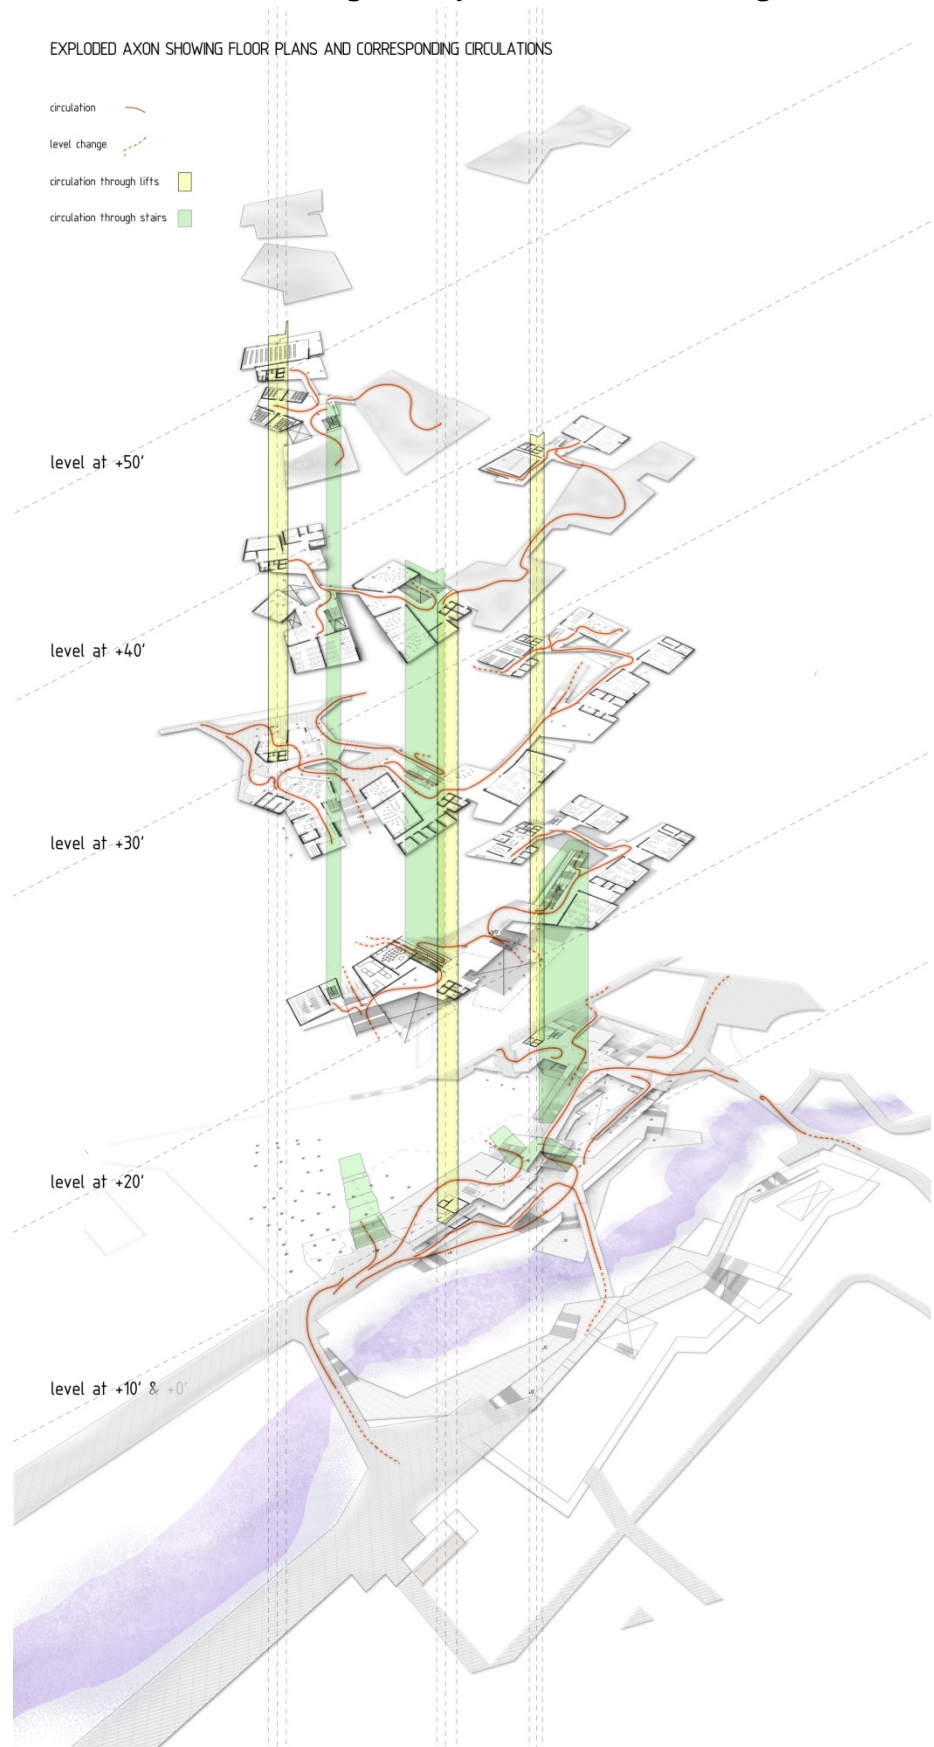 EXPLODED AXON SHOWING FLOOR PLANS AND CORRESPONDING CIRCULATIONS
circulation
level change
circulation through lifts
circulation through stairs
level at +50'
level at +40'
level at +30'
level at +20'
level at +10' & +0'